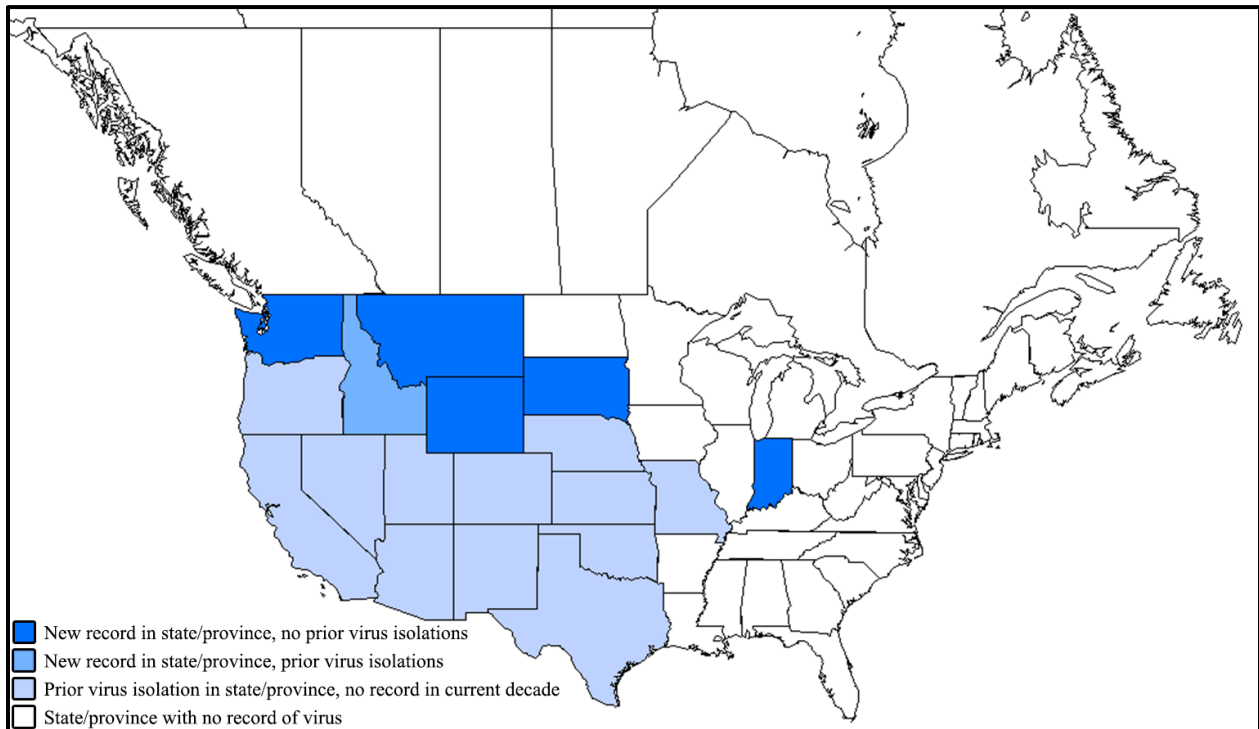 New record in state/province, no prior virus isolations
New record in state/province, prior virus isolations
Prior virus isolation in state/province, no record in current decade
State/province with no record of virus